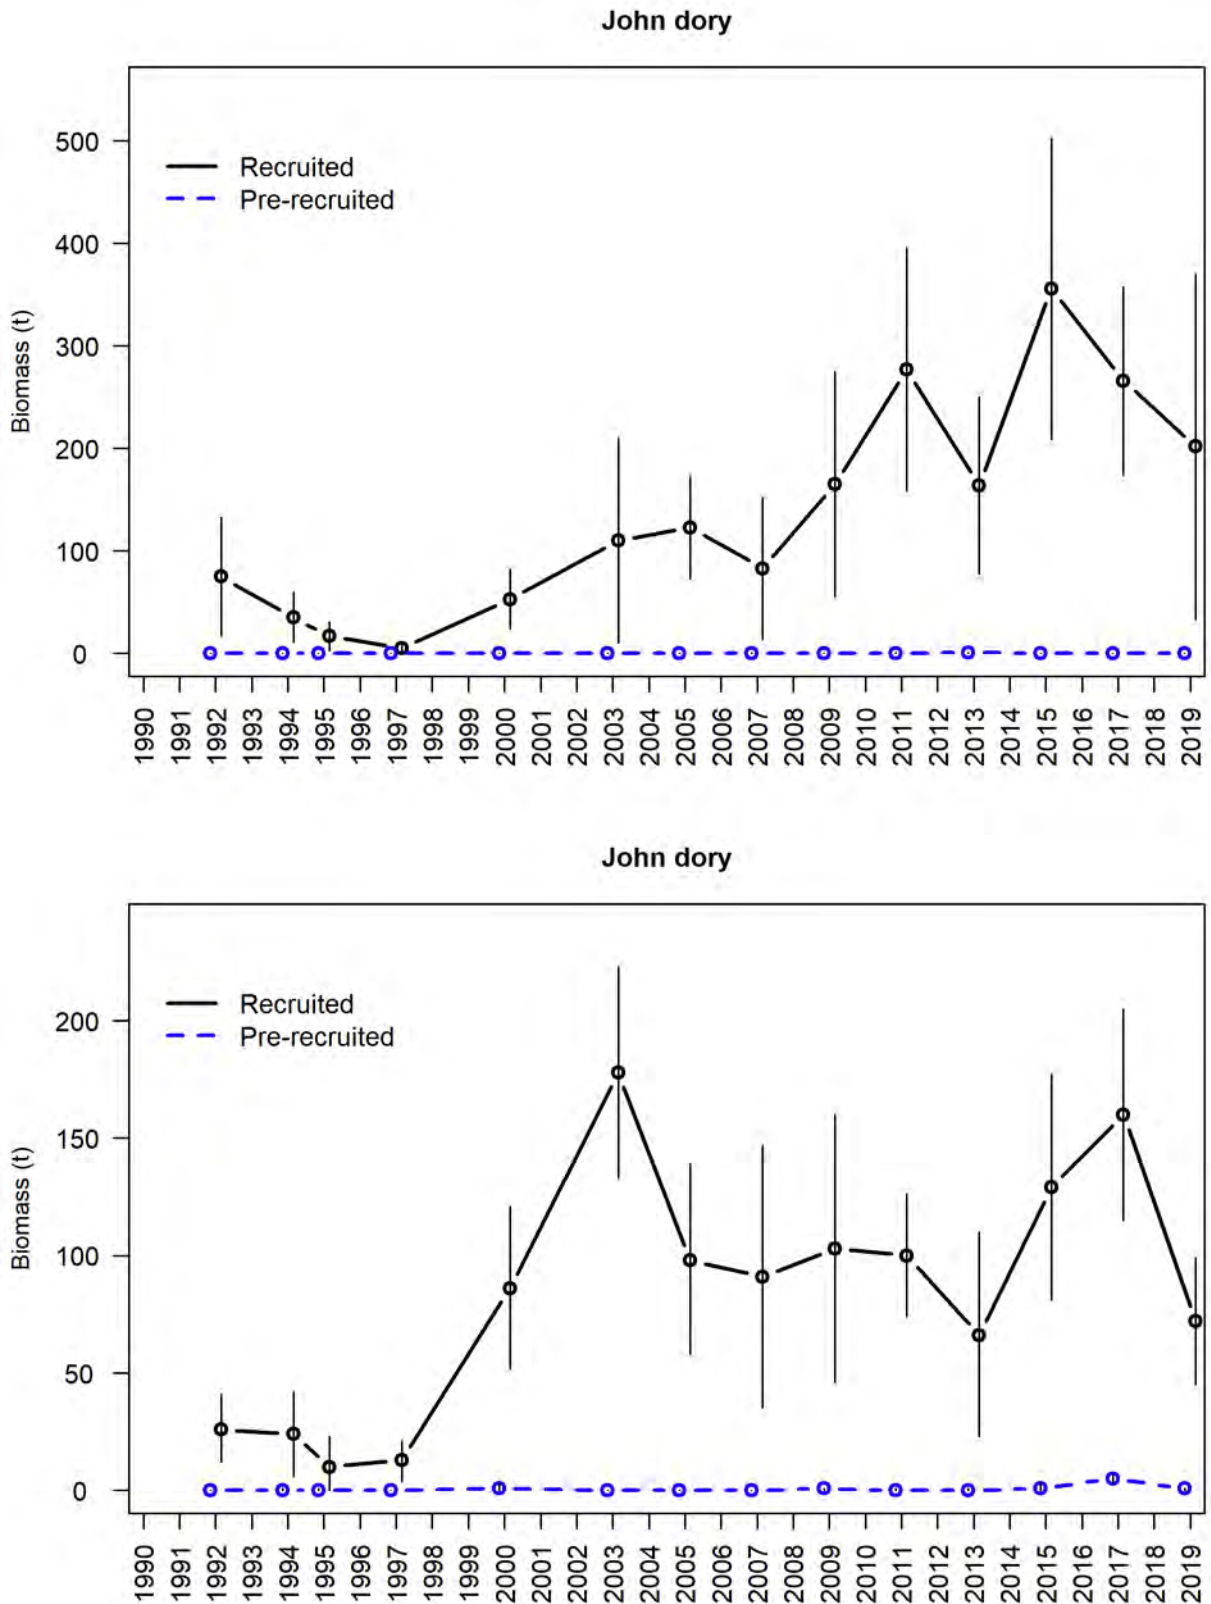 John dory
500
400
300
200
100
0
Biomass (t)
Recruited
Pre-recruited
1990 1991 1992 1993 1994 1995 1996 1997 1998 1999 2000 2001 2002 2003 2004 2005 2006 2007 2008 2009 2010 2011 2012 2013 2014 2015 2016 2017 2018 2019
John dory
200
150
100
50
0
Biomass (t)
Recruited
Pre-recruited
1990 1991 1992 1993 1994 1995 1996 1997 1998 1999 2000 2001 2002 2003 2004 2005 2006 2007 2008 2009 2010 2011 2012 2013 2014 2015 2016 2017 2018 2019